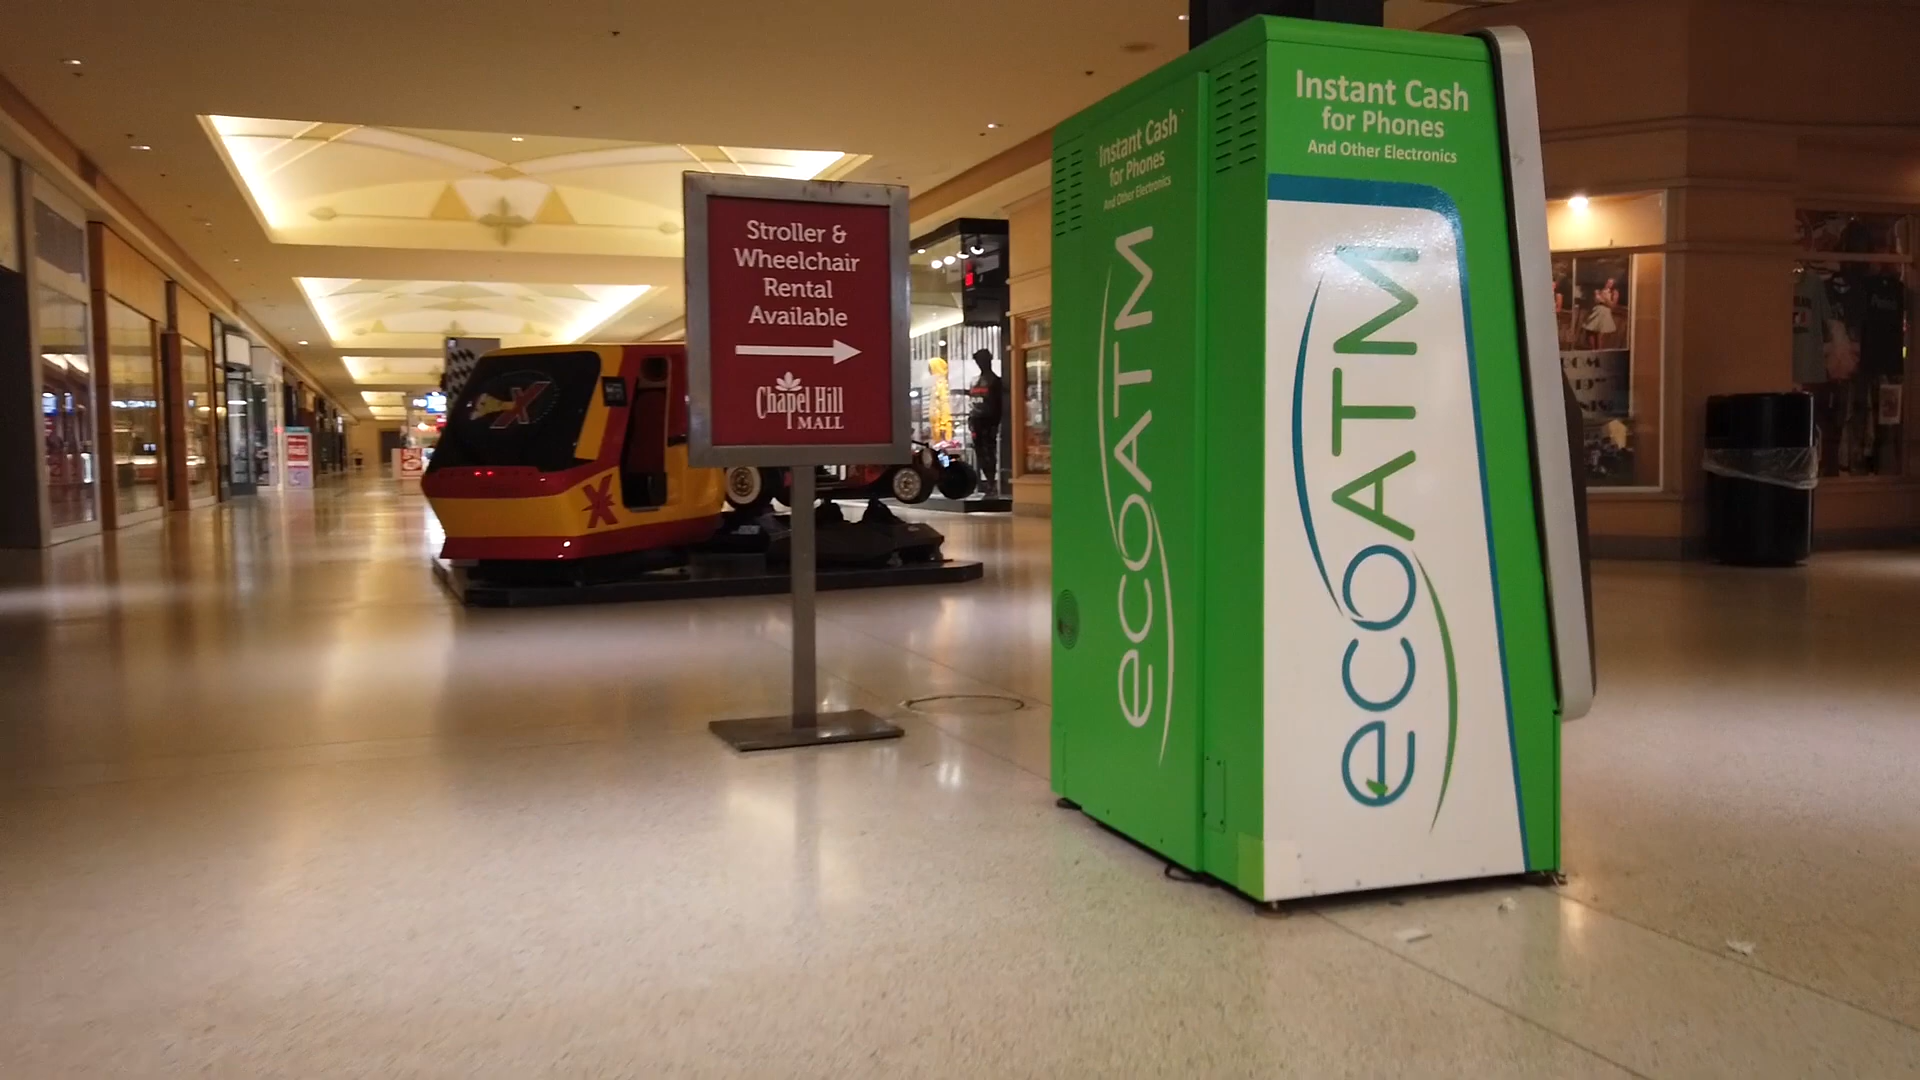 Stroller &
Wheelchair
Rental
Available
Chapel Hill
MALL
Instant Cash
for Phones
And Other Electronics
ecoATM
Instant Cash
for Phones
And Other Electronics
ecoATM